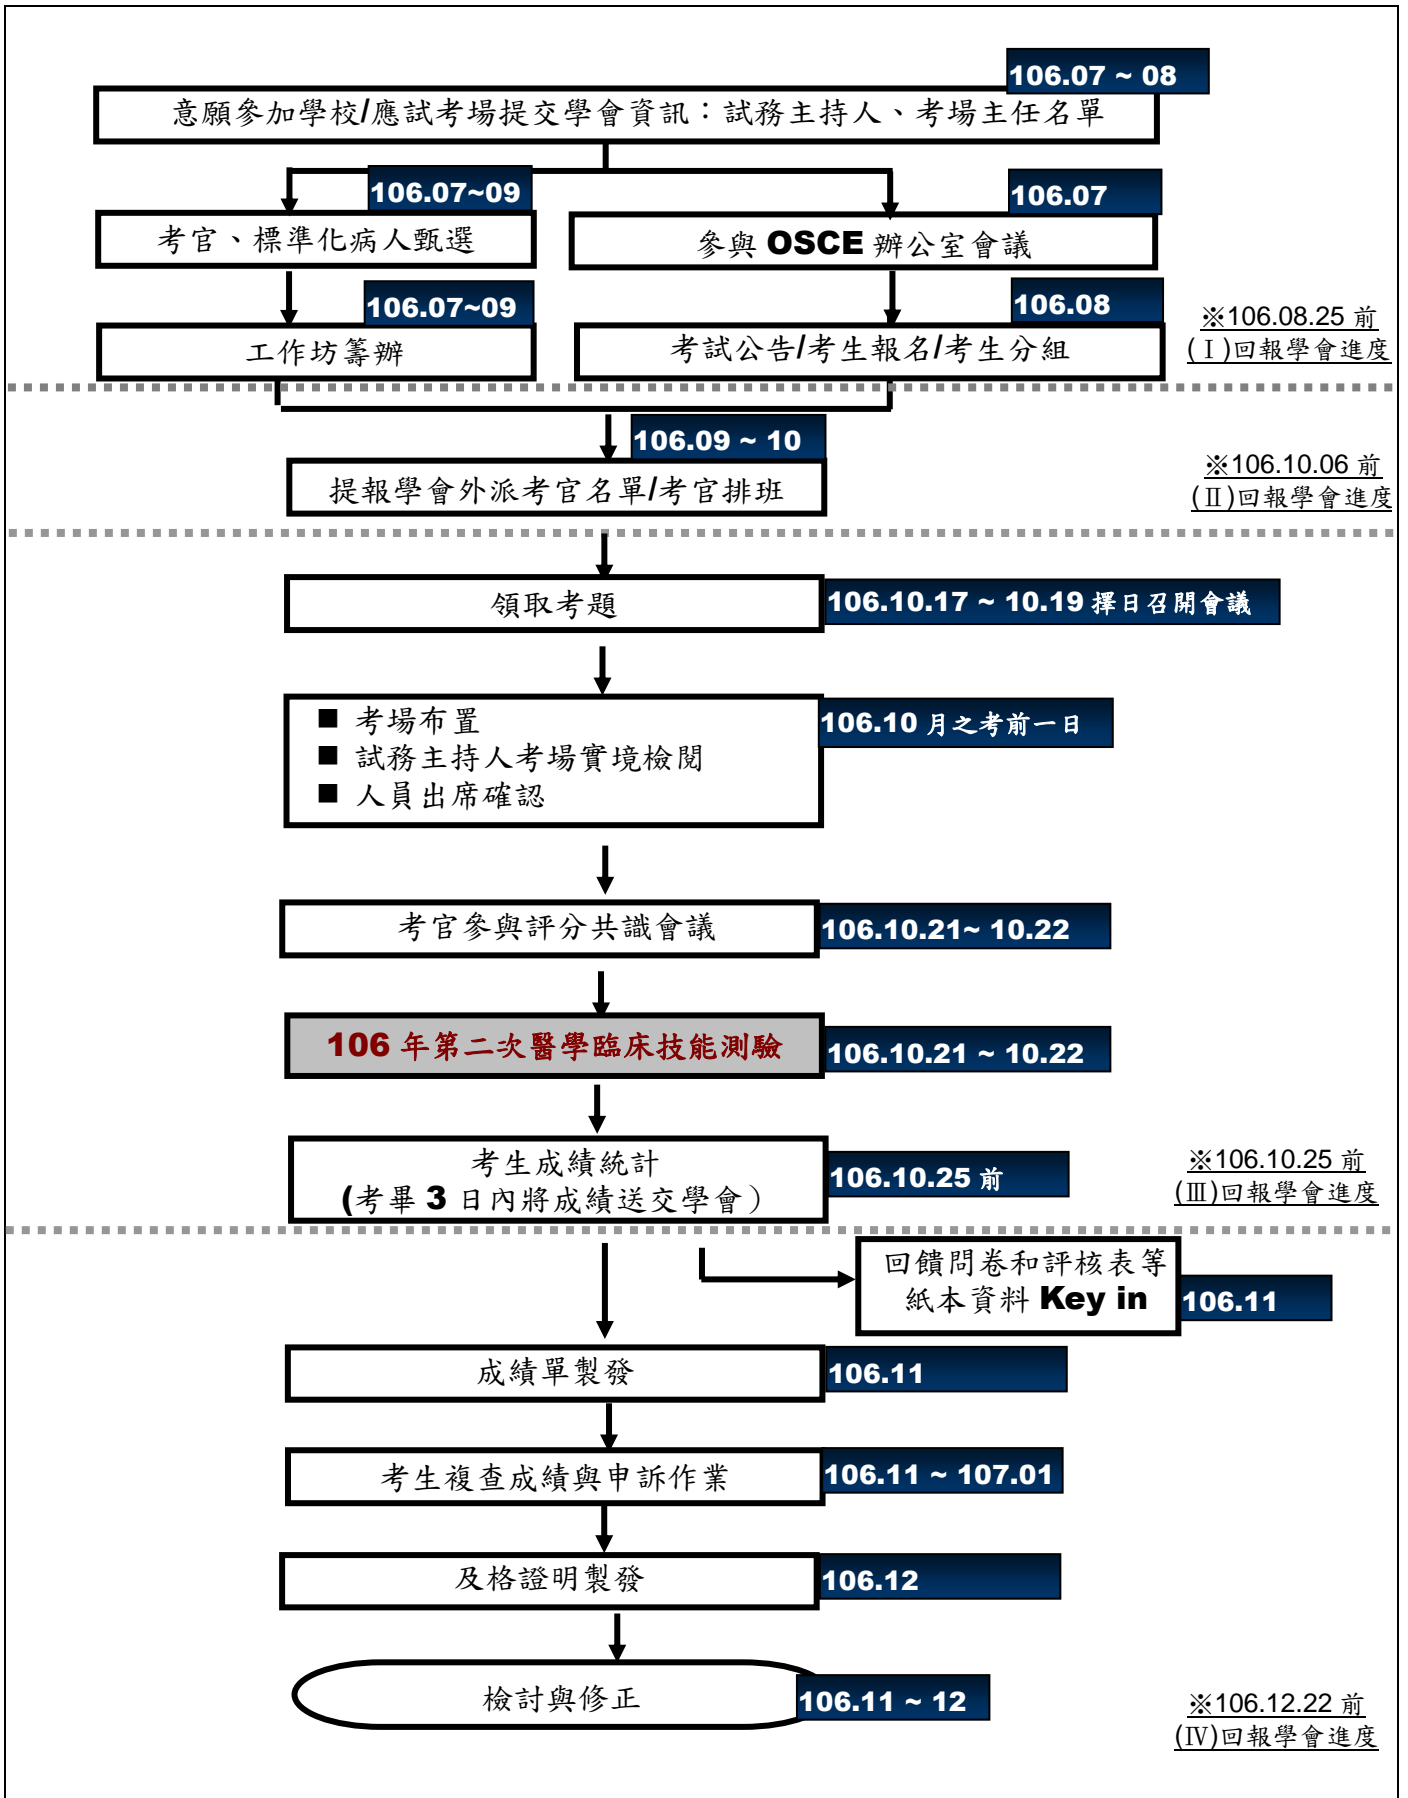 106.07 ~ 08
意願參加學校/應試考場提交學會資訊：試務主持人、考場主任名單
106.07~09
106.07
考官、標準化病人甄選
參與 OSCE 辦公室會議
106.07~09
106.08
工作坊籌辦
考試公告/考生報名/考生分組
※106.08.25 前
(Ⅰ)回報學會進度
106.09 ~ 10
提報學會外派考官名單/考官排班
※106.10.06 前
(Ⅱ)回報學會進度
領取考題
106.10.17 ~ 10.19 擇日召開會議
■ 考場布置
■ 試務主持人考場實境檢閱
■ 人員出席確認
106.10 月之考前一日
考官參與評分共識會議
106.10.21~ 10.22
106 年第二次醫學臨床技能測驗
106.10.21 ~ 10.22
考生成績統計
(考畢 3 日內將成績送交學會）
106.10.25 前
※106.10.25 前
(Ⅲ)回報學會進度
回饋問卷和評核表等
紙本資料 Key in
106.11
成績單製發
106.11
考生複查成績與申訴作業
106.11 ~ 107.01
及格證明製發
106.12
檢討與修正
106.11 ~ 12
※106.12.22 前
(Ⅳ)回報學會進度